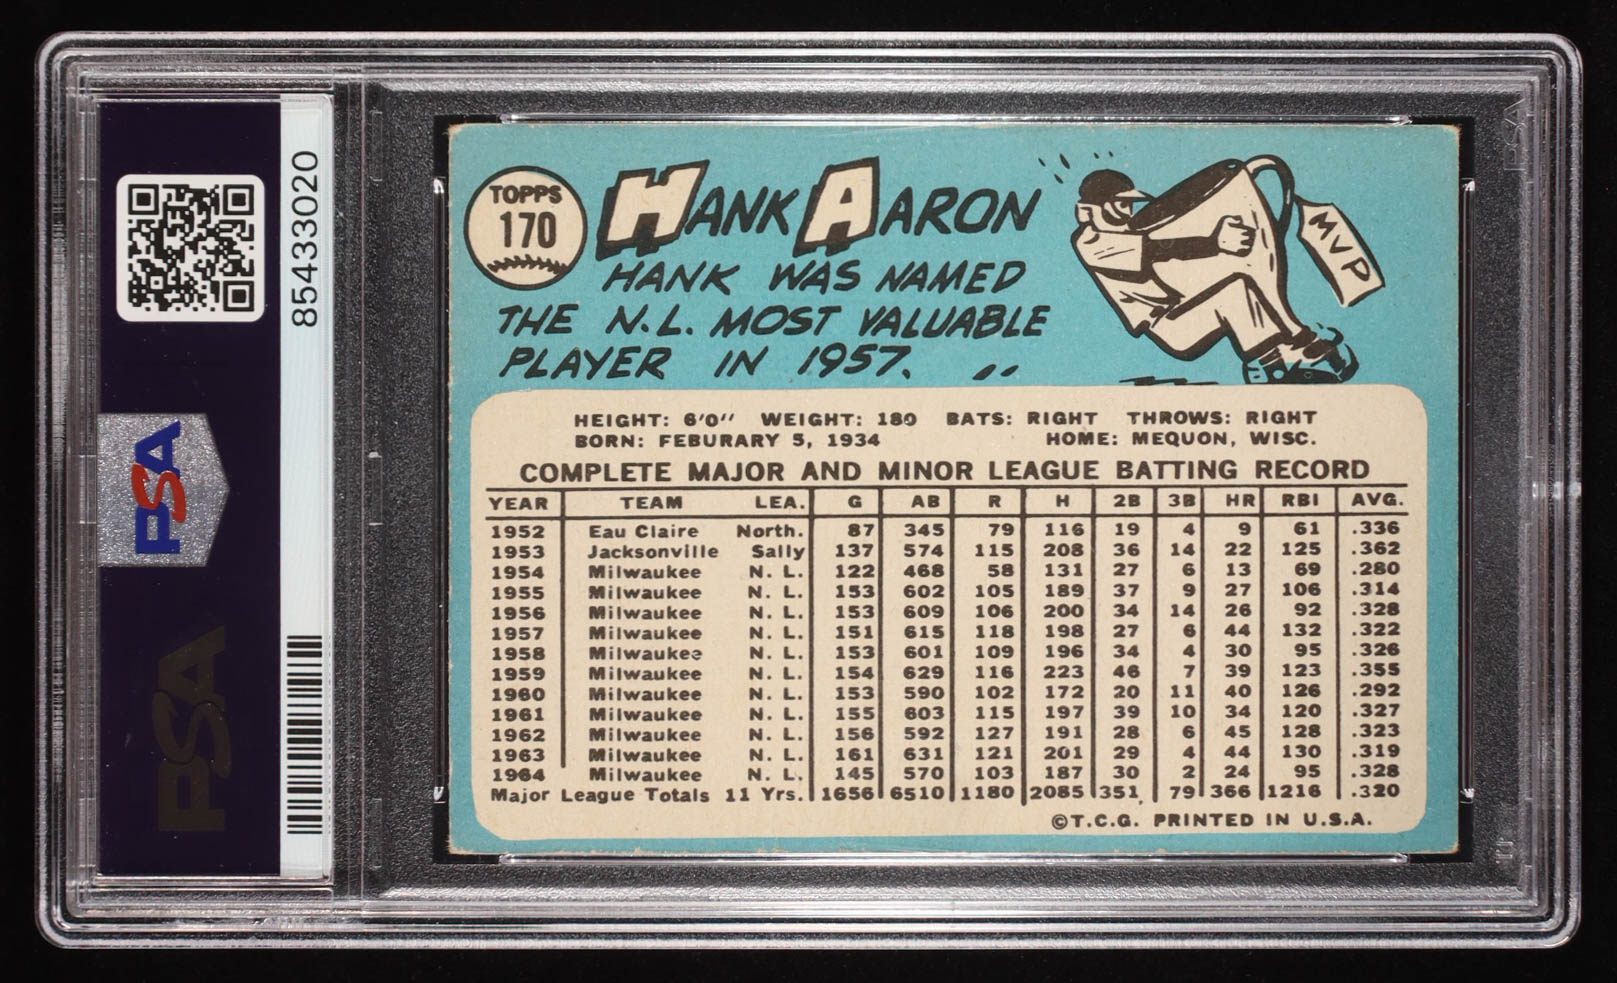 85433020
PSA
PSA
TOPPS
170
HANK AARON
HANK WAS NAMED
THE N.L. MOST VALUABLE
PLAYER IN 1957. ..
MVP
HEIGHT: 6'0" WEIGHT: 180 BATS: RIGHT THROWS: RIGHT
BORN: FEBURARY 5, 1934 HOME: MEQUON, WISC.
COMPLETE MAJOR AND MINOR LEAGUE BATTING RECORD
YEAR TEAM LEA. G AB R H 2B 3B HR RBI AVG.
1952 Eau Claire North. 87 345 79 116 19 4 9 61 .336
1953 Jacksonville Sally 137 574 115 208 36 14 22 125 .362
1954 Milwaukee N. L. 122 468 58 131 27 6 13 69 .280
1955 Milwaukee N. L. 153 602 105 189 37 9 27 106 .314
1956 Milwaukee N. L. 153 609 106 200 34 14 26 92 .328
1957 Milwaukee N. L. 151 615 118 198 27 6 44 132 .322
1958 Milwaukee N. L. 153 601 109 196 34 4 30 95 .326
1959 Milwaukee N. L. 154 629 116 223 46 7 39 123 .355
1960 Milwaukee N. L. 153 590 102 172 20 11 40 126 .292
1961 Milwaukee N. L. 155 603 115 197 39 10 34 120 .327
1962 Milwaukee N. L. 156 592 127 191 28 6 45 128 .323
1963 Milwaukee N. L. 161 631 121 201 29 4 44 130 .319
1964 Milwaukee N. L. 145 570 103 187 30 2 24 95 .328
Major League Totals 11 Yrs. 1656 6510 1180 2085 351 79 366 1216 .320
©T.C.G. PRINTED IN U.S.A.
PSA